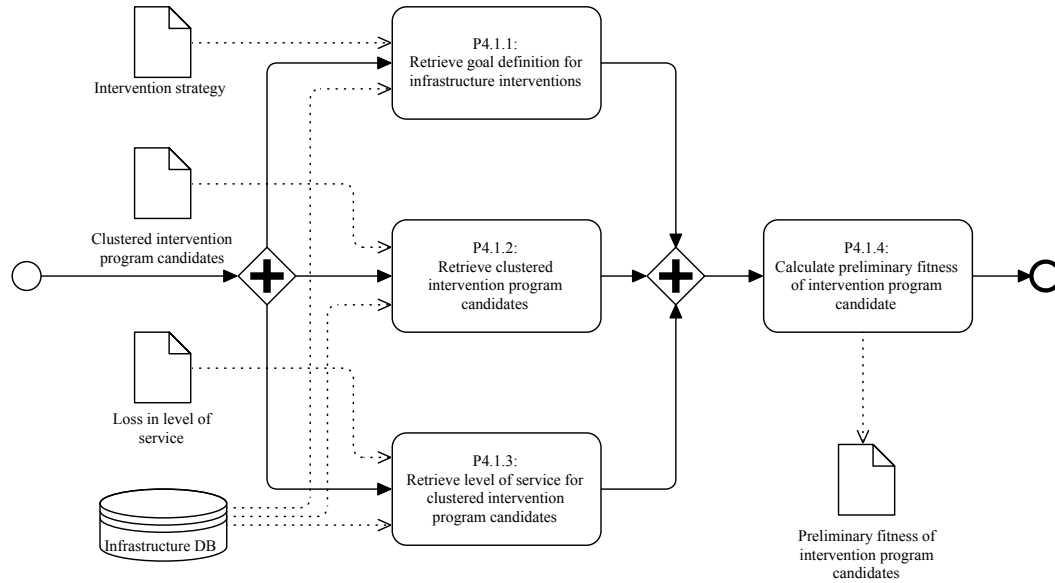 Intervention strategy
P4.1.1:
Retrieve goal definition for
infrastructure interventions
Clustered intervention
program candidates
P4.1.2:
Retrieve clustered
intervention program
candidates
P4.1.4:
Calculate preliminary fitness
of intervention program
candidate
Loss in level of
service
P4.1.3:
Retrieve level of service for
clustered intervention
program candidates
Infrastructure DB
Preliminary fitness of
intervention program
candidates